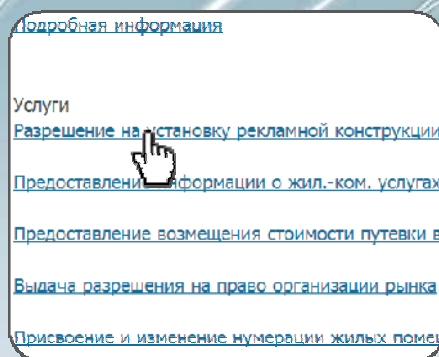 Подробная информация
Услуги
Разрешение на установку рекламной конструкции
Предоставление информации о жил.-ком. услугах
Предоставление возмещения стоимости путевки в
Выдача разрешения на право организации рынка
Присвоение и изменение нумерации жилых